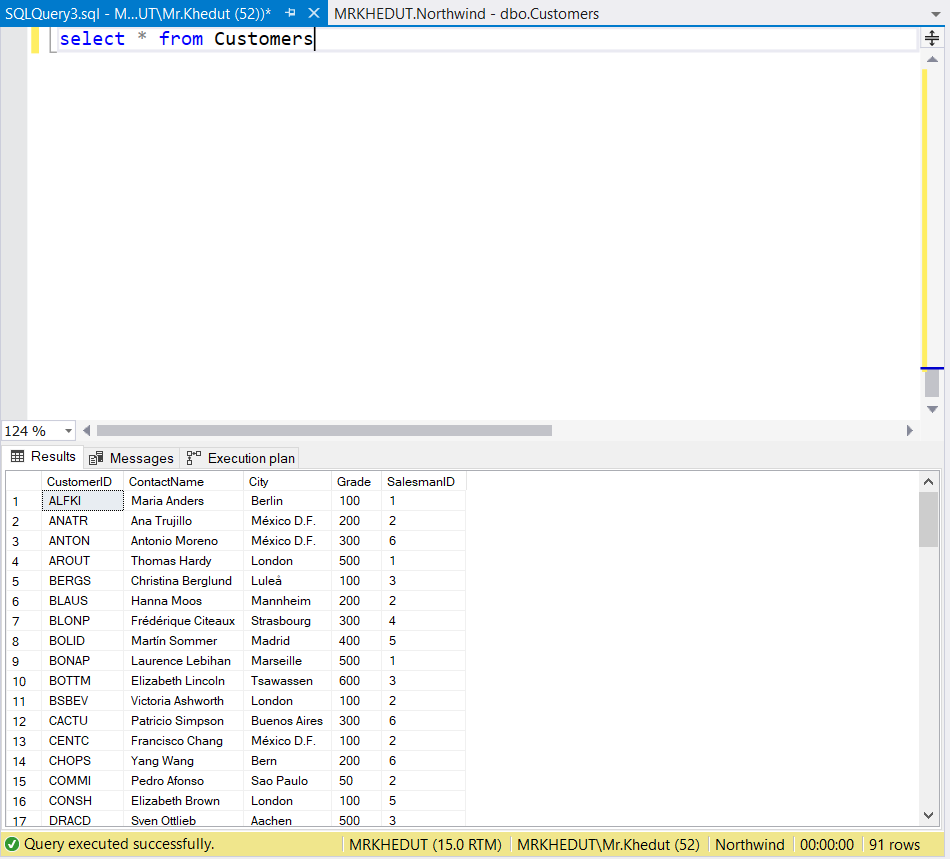 SQLQuery3.sql - M...UT\Mr.Khedut (52))* MRKHEDUT.Northwind - dbo.Customers
select * from Customers
124 %
Results Messages Execution plan
CustomerID ContactName City Grade SalesmanID
1 ALFKI Maria Anders Berlin 100 1
2 ANATR Ana Trujillo México D.F. 200 2
3 ANTON Antonio Moreno México D.F. 300 6
4 AROUT Thomas Hardy London 500 1
5 BERGS Christina Berglund Luleå 100 3
6 BLAUS Hanna Moos Mannheim 200 2
7 BLONP Frédérique Citeaux Strasbourg 300 4
8 BOLID Martín Sommer Madrid 400 5
9 BONAP Laurence Lebihan Marseille 500 1
10 BOTTM Elizabeth Lincoln Tsawassen 600 3
11 BSBEV Victoria Ashworth London 100 2
12 CACTU Patricio Simpson Buenos Aires 300 6
13 CENTC Francisco Chang México D.F. 100 2
14 CHOPS Yang Wang Bern 200 6
15 COMMI Pedro Afonso Sao Paulo 50 2
16 CONSH Elizabeth Brown London 100 5
17 DRACD Sven Ottlieb Aachen 500 3
Query executed successfully. MRKHEDUT (15.0 RTM) MRKHEDUT\Mr.Khedut (52) Northwind 00:00:00 91 rows